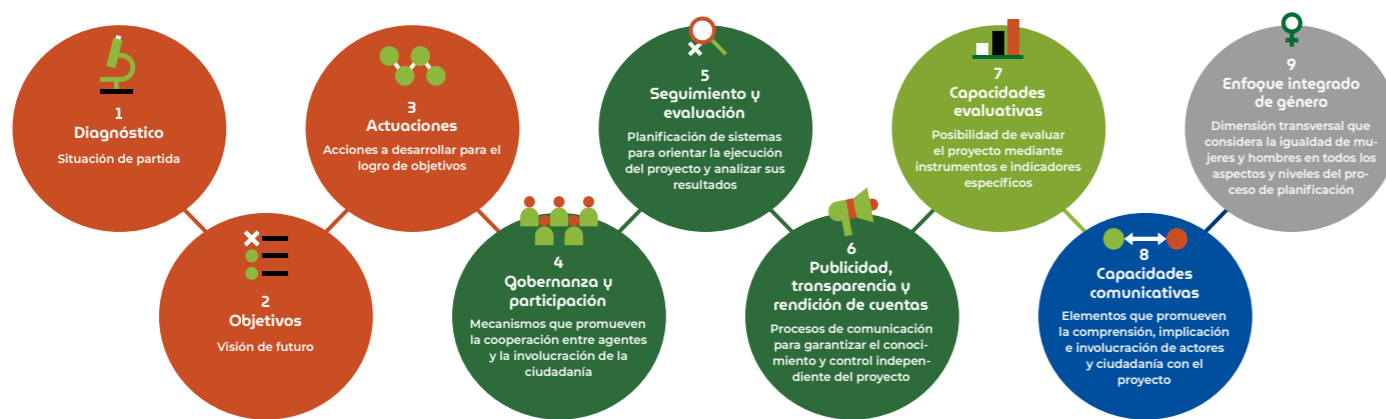 1
Diagnóstico
Situación de partida
2
Objetivos
Visión de futuro
3
Actuaciones
Acciones a desarrollar para el
logro de objetivos
4
Gobernanza y
participación
Mecanismos que promueven
la cooperación entre agentes
y la involucración de la
ciudadanía
5
Seguimiento y
evaluación
Planificación de sistemas
para orientar la ejecución
del proyecto y analizar sus
resultados
6
Publicidad,
transparencia y
rendición de cuentas
Procesos de comunicación
para garantizar el conoci-
miento y control indepen-
diente del proyecto
7
Capacidades
evaluativas
Posibilidad de evaluar
el proyecto mediante
instrumentos e indicadores
específicos
8
Capacidades
comunicativas
Elementos que promueven
la comprensión, implicación
e involucración de actores
y ciudadanía con el
proyecto
9
Enfoque integrado
de género
Dimensión transversal que
considera la igualdad de mu-
jeres y hombres en todos los
aspectos y niveles del pro-
ceso de planificación